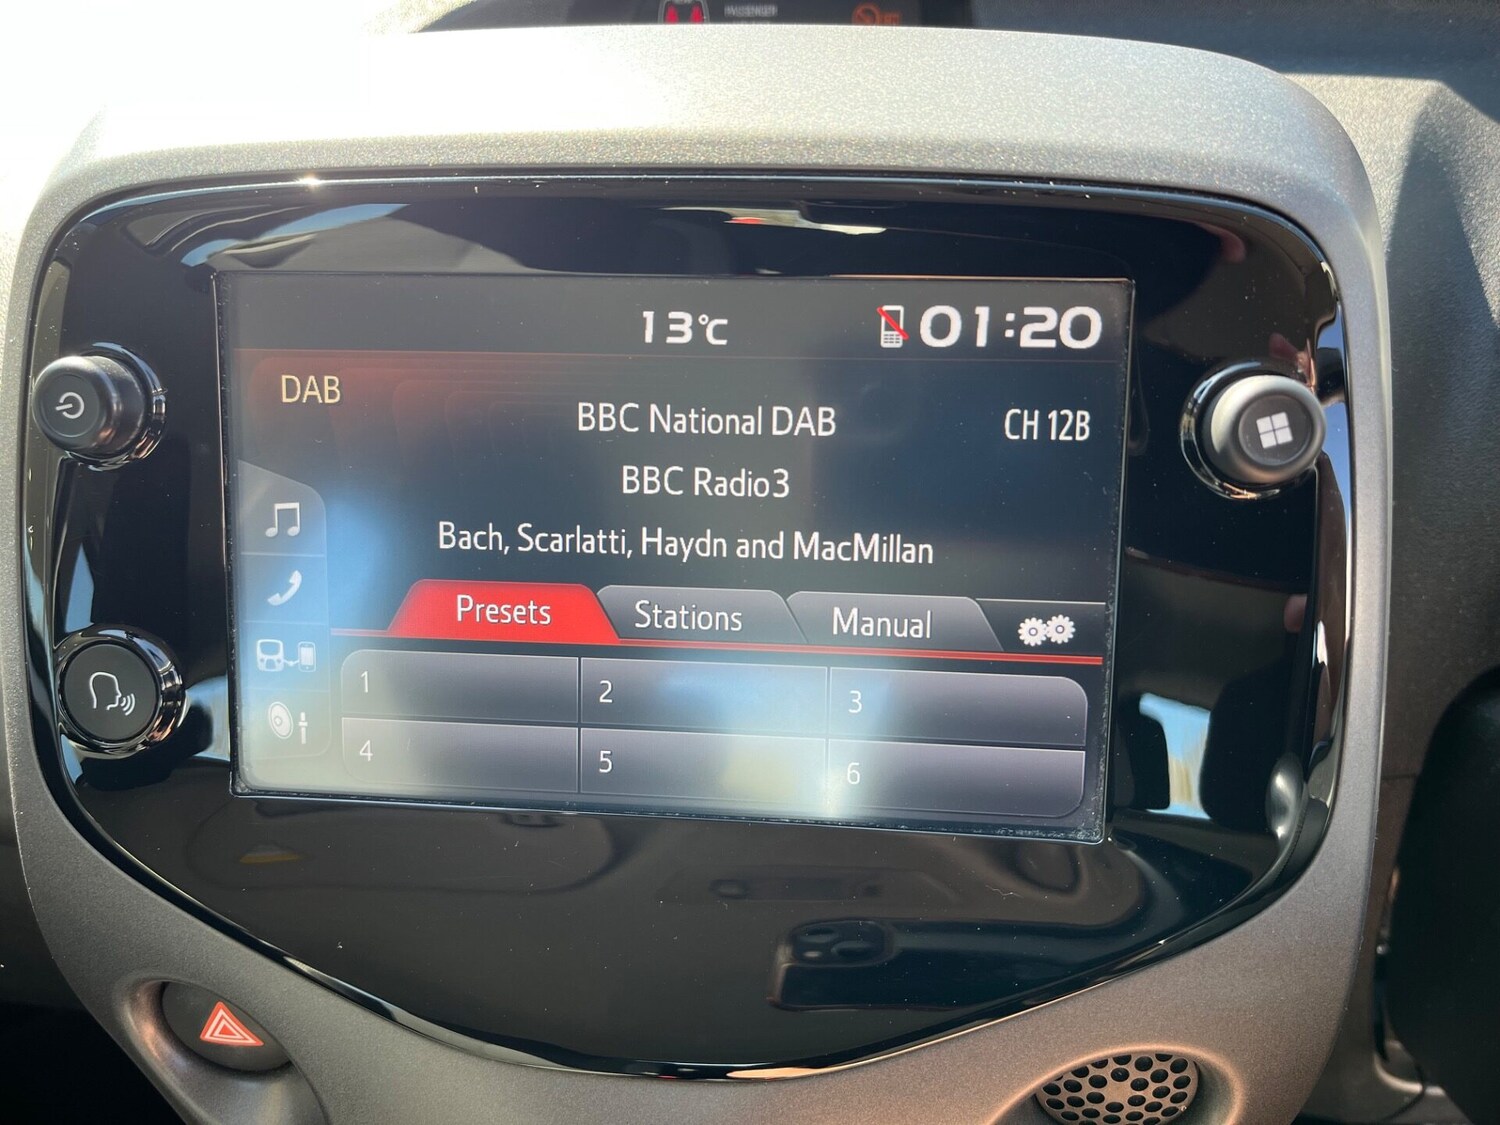 PASSENGER
13°C
01:20
DAB
BBC National DAB
CH 12B
BBC Radio3
Bach, Scarlatti, Haydn and MacMillan
Presets
Stations
Manual
1
2
3
4
5
6